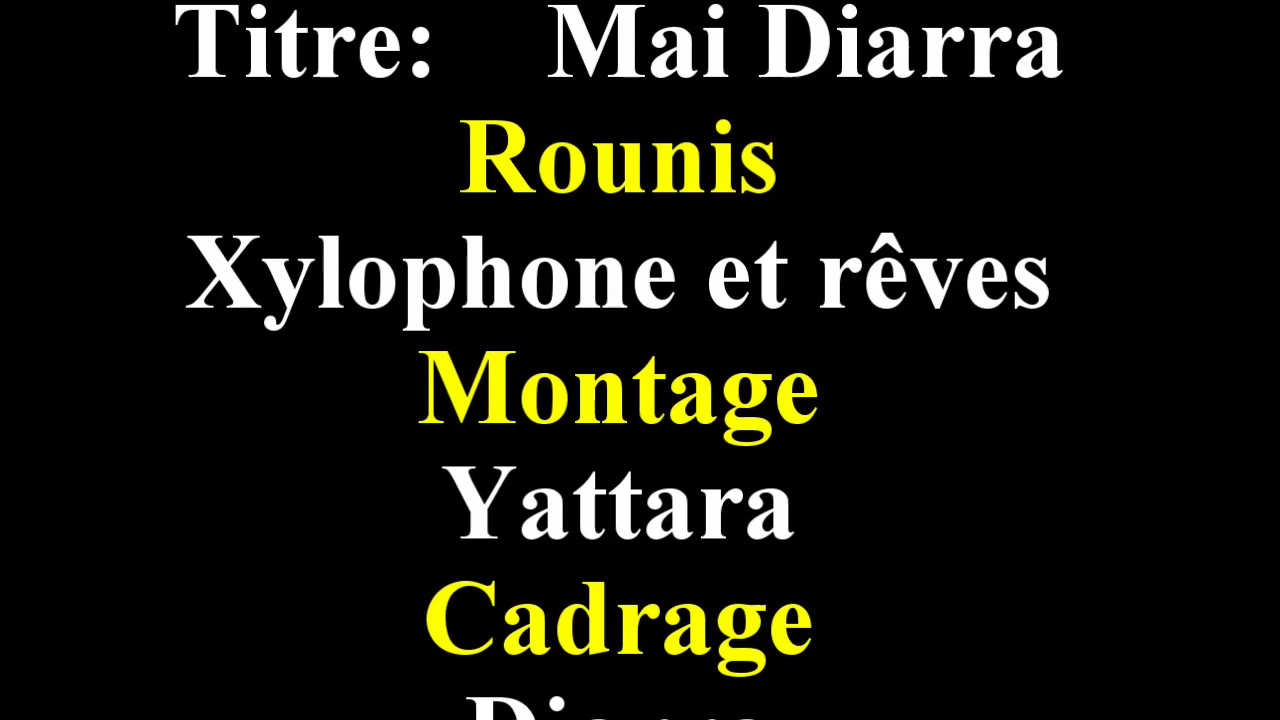 Titre: Mai Diarra
Rounis
Xylophone et rêves
Montage
Yattara
Cadrage